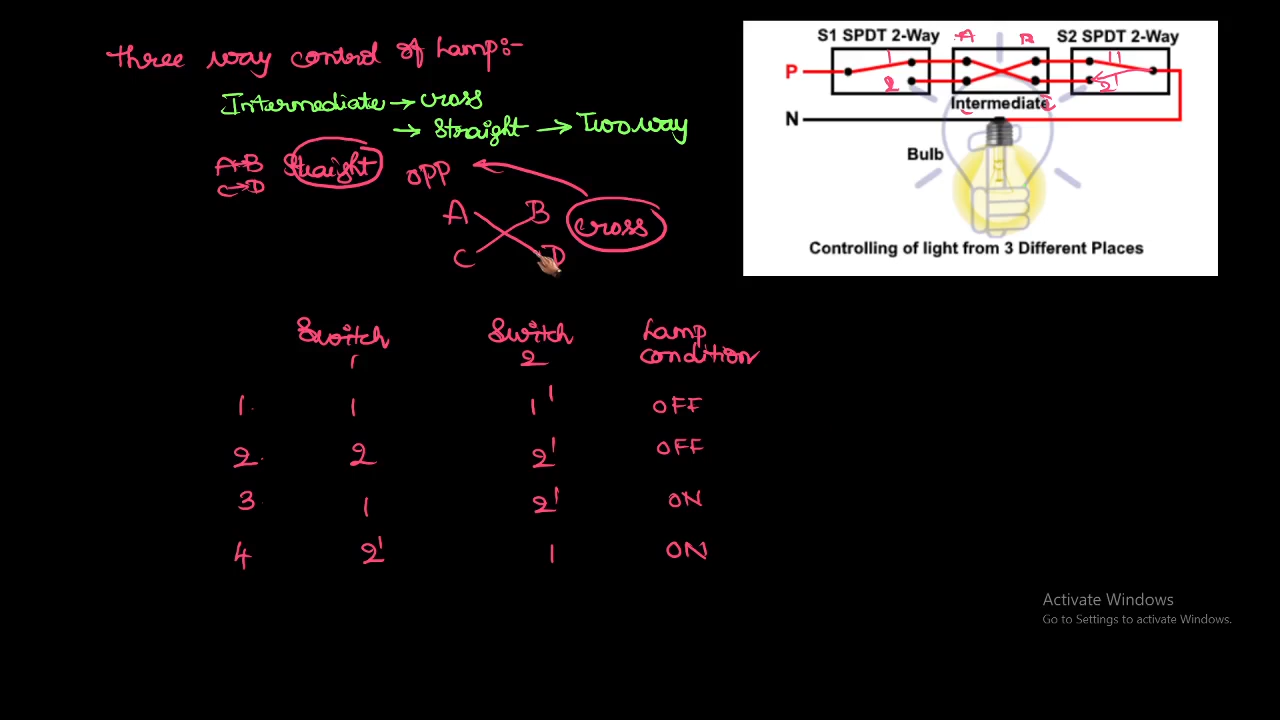 Three way control of Lamp:-
Intermediate → cross
→ straight → Two way
A→B straight opp
C→D
A B cross
C D
S1 SPDT 2-Way S2 SPDT 2-Way
A B
P 1 1'
2 2'
Intermediate
C D
N
Bulb
Controlling of light from 3 Different Places
Switch 1 Switch 2 Lamp condition
1. 1 1' OFF
2. 2 2' OFF
3. 1 2' ON
4 2' 1 ON
Activate Windows
Go to Settings to activate Windows.